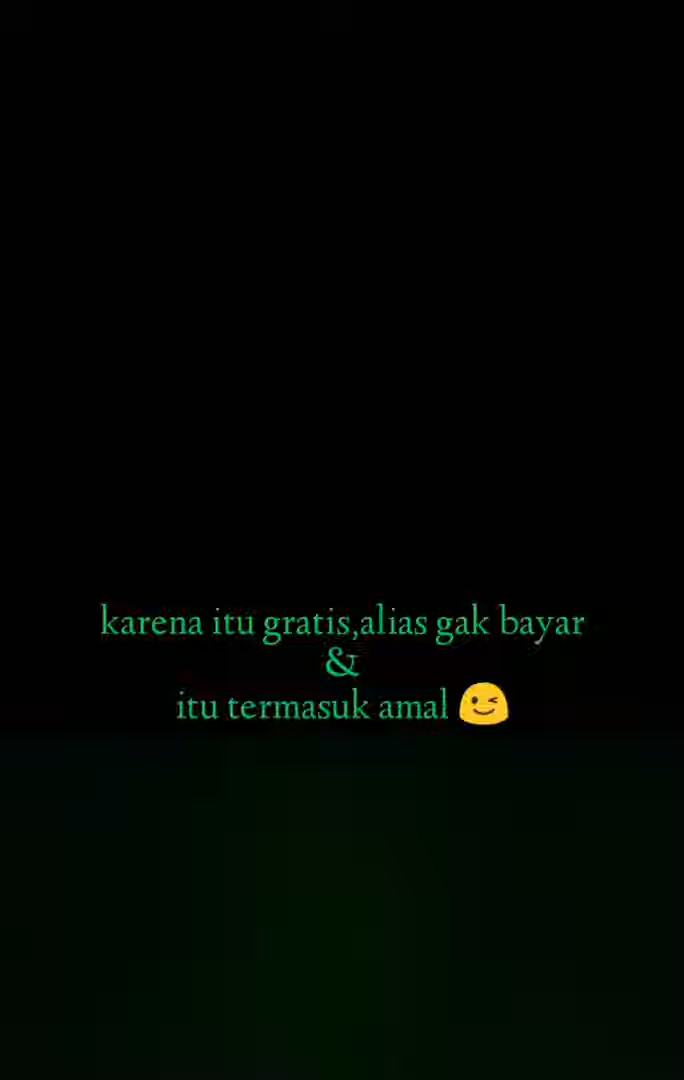 karena itu gratis,alias gak bayar
&
itu termasuk amal 😉